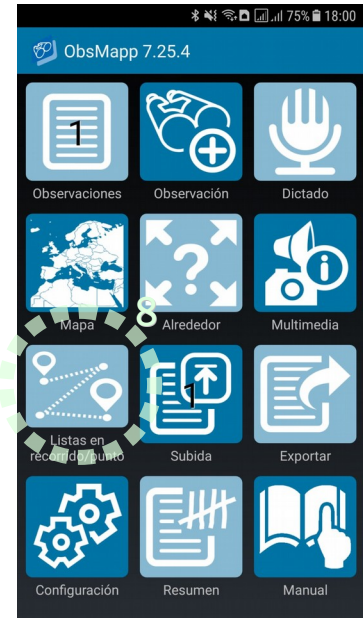 75% 18:00
ObsMapp 7.25.4
1
Observaciones Observación Dictado
?
Mapa 8 Alrededor Multimedia
1
Listas en
recorrido/punto Subida Exportar
Configuración Resumen Manual